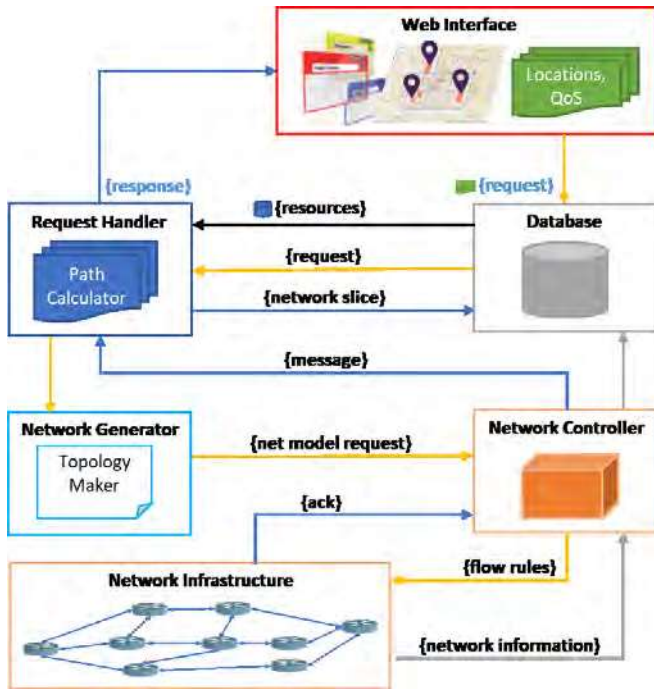 Web Interface
Locations,
QoS
{response}
{request}
Request Handler
{resources}
Database
Path
Calculator
{request}
{network slice}
{message}
Network Generator
Network Controller
Topology
Maker
{net model request}
{ack}
Network Infrastructure
{flow rules}
{network information}